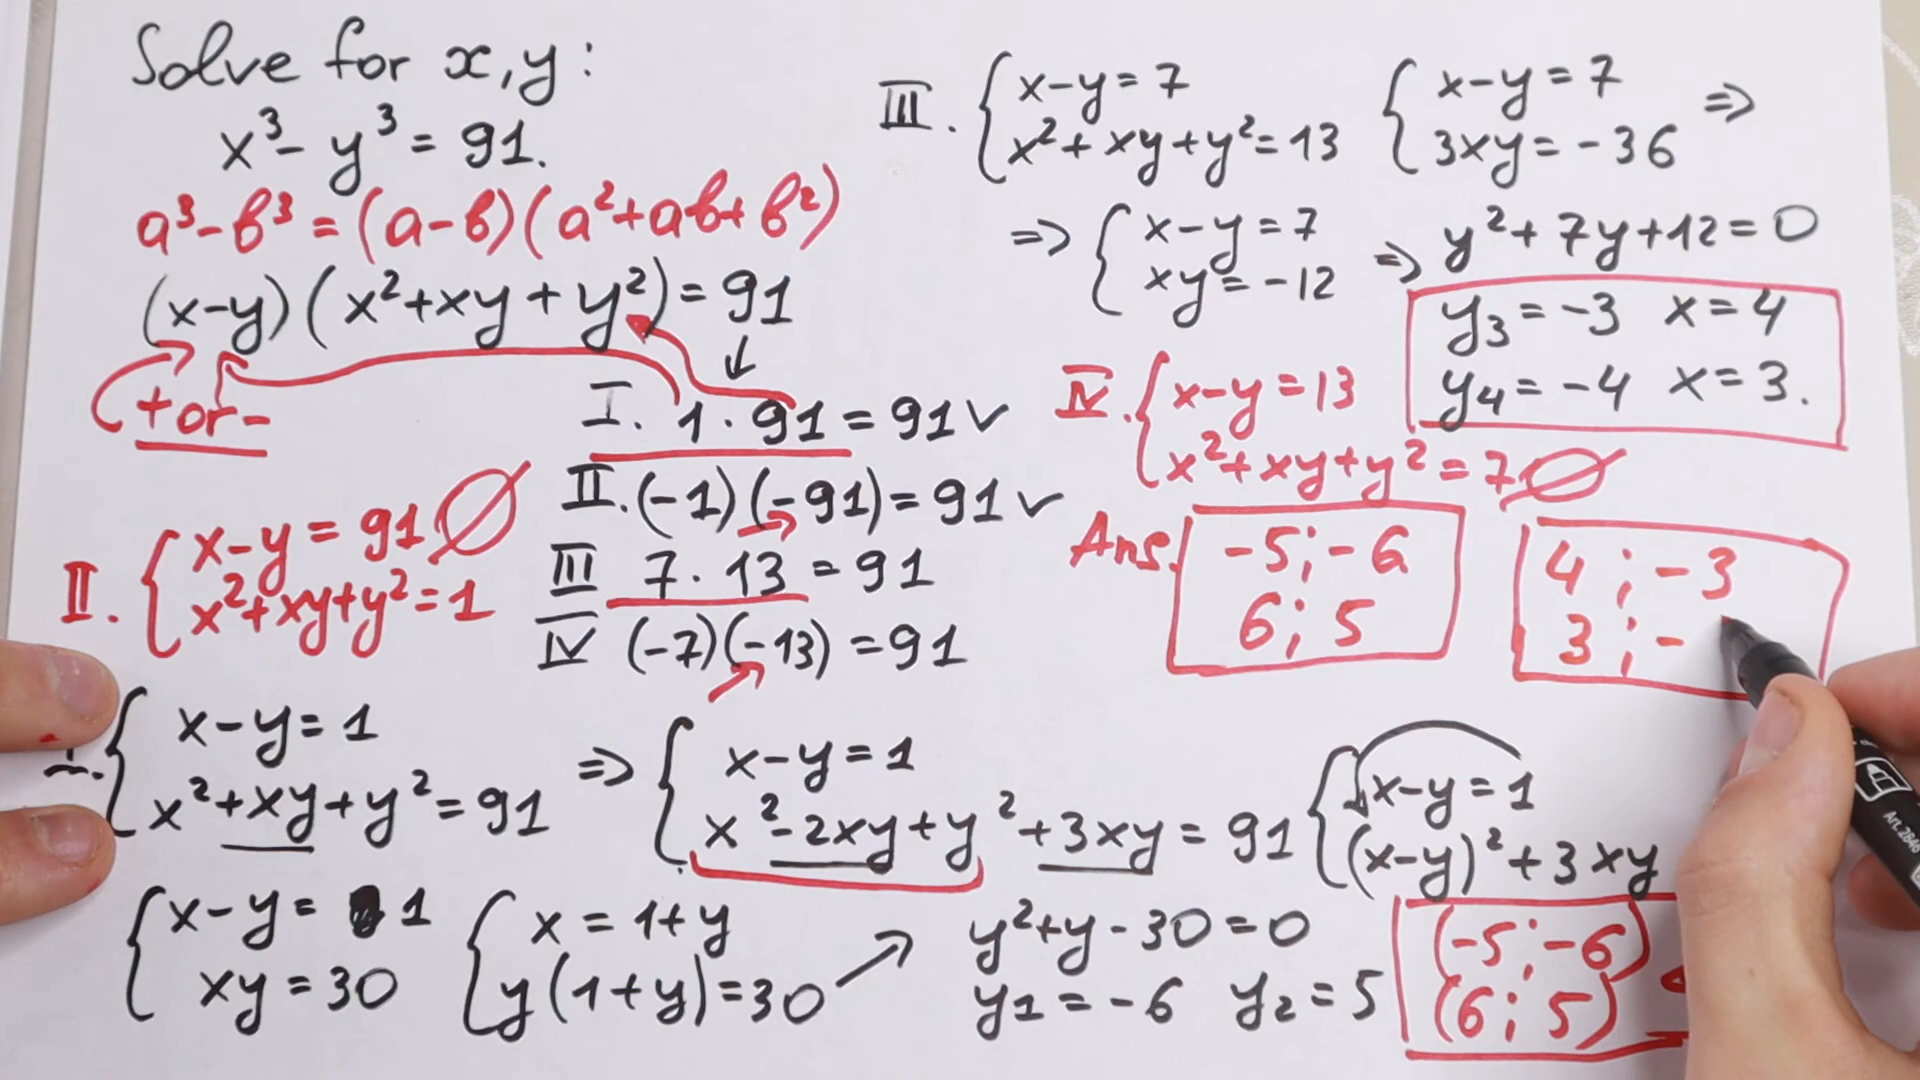 Solve for x, y:
x³ - y³ = 91.
a³-b³ = (a-b)(a²+ab+b²)
(x-y)(x²+xy+y²) = 91
↓
+ or -
I. 1 · 91 = 91 ✓
II. (-1)(-91) = 91 ✓
III 7 · 13 = 91
IV (-7)(-13) = 91
II. { x-y = 91 ∅
x²+xy+y² = 1
I. { x-y = 1
x²+xy+y² = 91
=> { x-y = 1
x²-2xy+y²+3xy = 91
{ x-y = 1
(x-y)²+3xy
{ x-y = 1
xy = 30
{ x = 1+y
y(1+y) = 30
y²+y-30 = 0
y1 = -6 y2 = 5
(-5; -6)
(6; 5)
III. { x-y = 7
x²+xy+y² = 13
{ x-y = 7 =>
3xy = -36
=> { x-y = 7
xy = -12
=> y²+7y+12 = 0
y3 = -3 x = 4
y4 = -4 x = 3.
IV. { x-y = 13
x²+xy+y² = 7 ∅
Ans. -5; -6
6; 5
4; -3
3; -